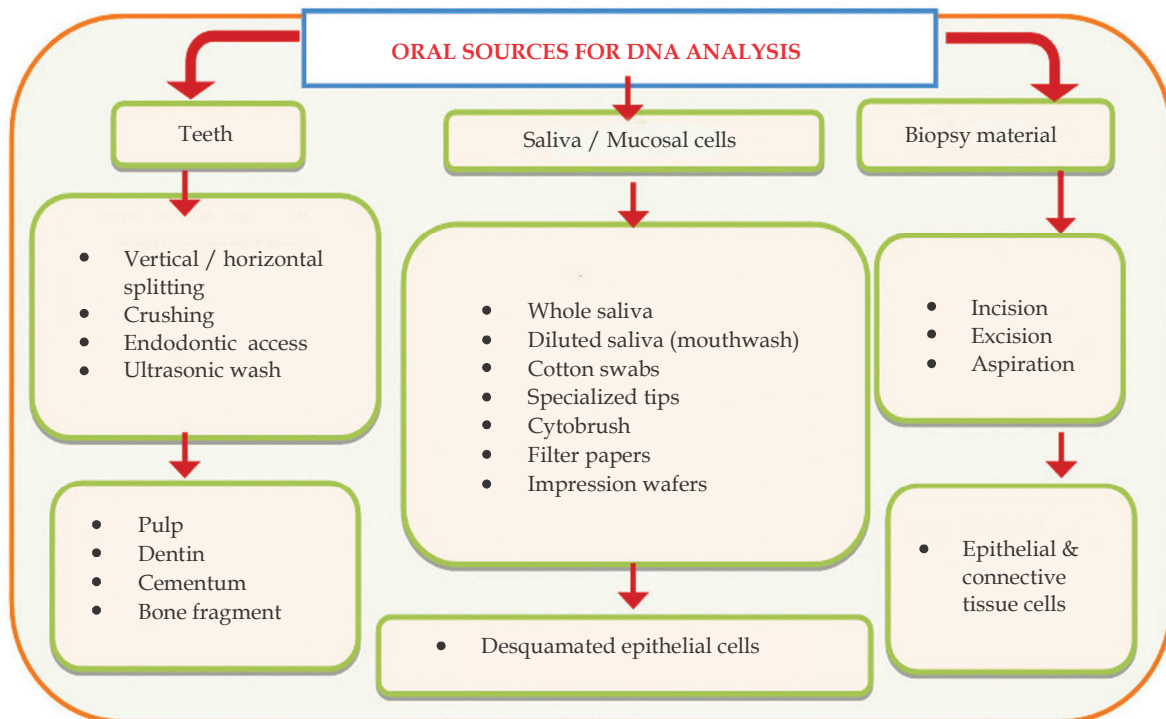 ORAL SOURCES FOR DNA ANALYSIS
Teeth
• Vertical / horizontal
splitting
• Crushing
• Endodontic access
• Ultrasonic wash
• Pulp
• Dentin
• Cementum
• Bone fragment
Saliva / Mucosal cells
• Whole saliva
• Diluted saliva (mouthwash)
• Cotton swabs
• Specialized tips
• Cytobrush
• Filter papers
• Impression wafers
• Desquamated epithelial cells
Biopsy material
• Incision
• Excision
• Aspiration
• Epithelial &
connective
tissue cells